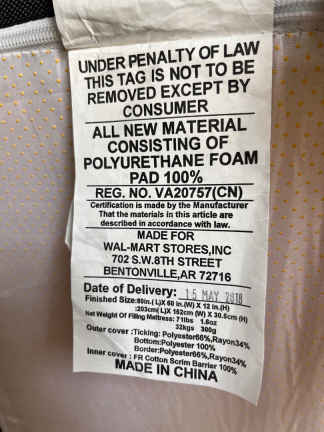 UNDER PENALTY OF LAW
THIS TAG IS NOT TO BE
REMOVED EXCEPT BY
CONSUMER
ALL NEW MATERIAL
CONSISTING OF
POLYURETHANE FOAM
PAD 100%
REG. NO. VA20757(CN)
Certification is made by the Manufacturer
That the materials in this article are
described in accordance with law.
MADE FOR
WAL-MART STORES,INC
702 S.W.8TH STREET
BENTONVILLE,AR 72716
Date of Delivery: 15 MAY 2018
Finished Size:80in.( L)X 60 in.(W) X 12 in.(H)
:203cm( L)X 152cm (W) X 30.5cm (H)
Net Weight Of Filling Mattress: 71lbs 1.6oz
32kgs 300g
Outer cover :Ticking: Polyester66%,Rayon34%
Bottom:Polyester 100%
Border:Polyester66%,Rayon34%
Inner cover : FR Cotton Scrim Barrier 100%
MADE IN CHINA